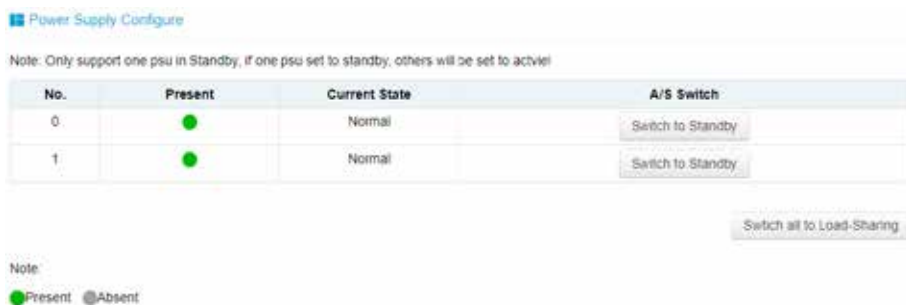 Power Supply Configure
Note: Only support one psu in Standby, if one psu set to standby, others will be set to actvie!
No. Present Current State A/S Switch
0 Normal Switch to Standby
1 Normal Switch to Standby
Swtich all to Load-Sharing
Note:
Present Absent